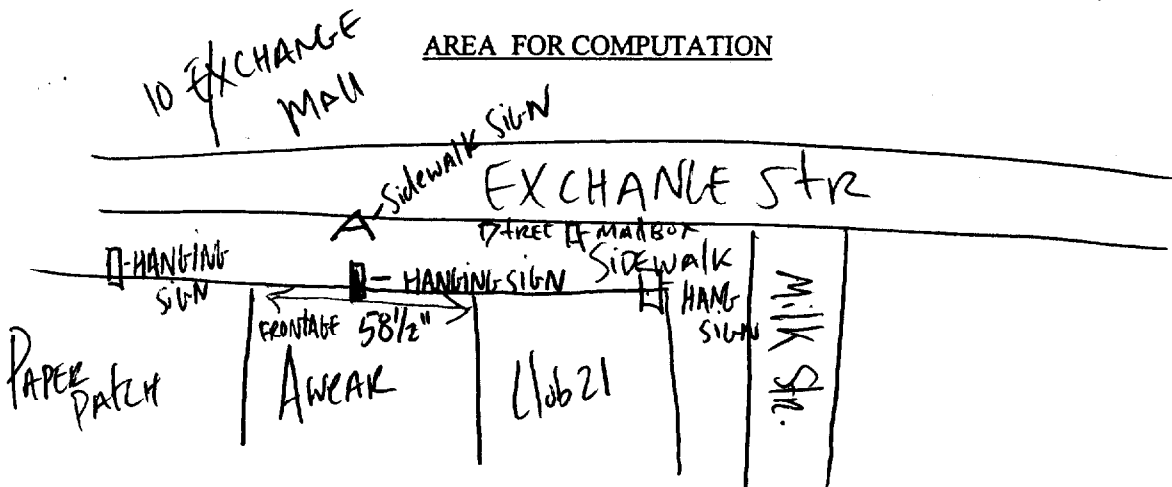 AREA FOR COMPUTATION
10 EXCHANGE
MALL
Sidewalk SIGN
EXCHANGE Str
tree
MAILBOX
SIDEWALK
HANGING
SIGN
HANGING SIGN
HANG
SIGN
FRONTAGE 58½"
PAPER
PATCH
AWEAR
Club21
Milk Str.